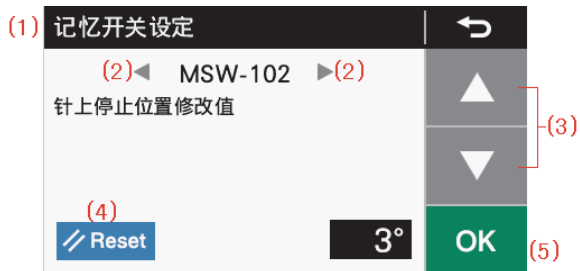 (1) 记忆开关设定
(2) MSW-102 (2)
针上停止位置修改值
(3)
(4)
Reset 3° OK (5)